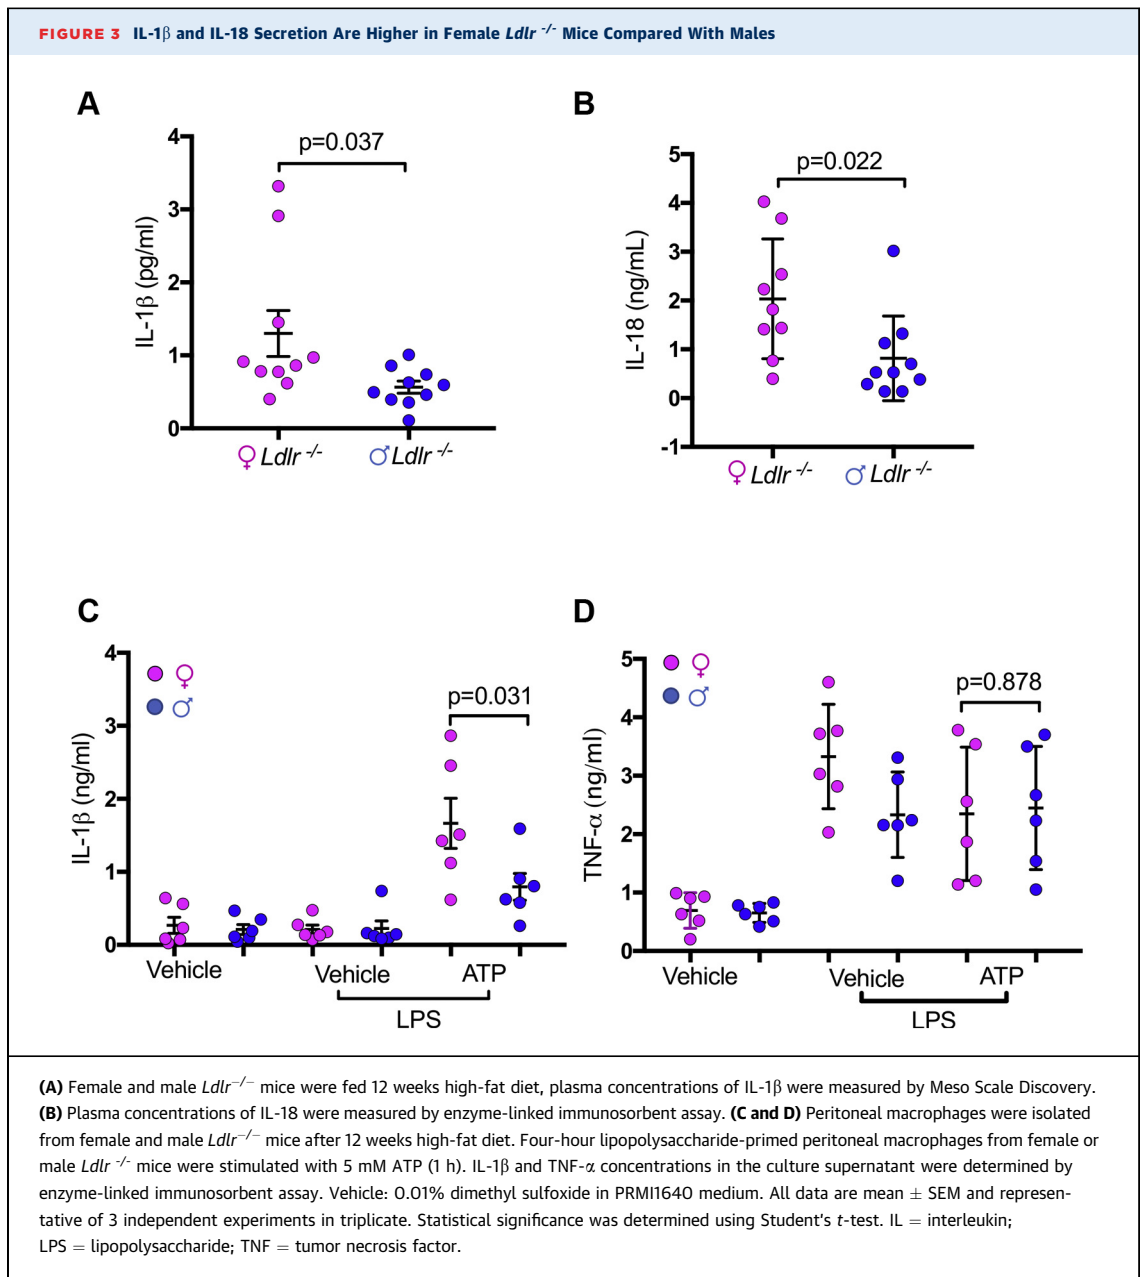 FIGURE 3 IL-1β and IL-18 Secretion Are Higher in Female Ldlr -/- Mice Compared With Males
A
4
3
2
1
0
IL-1β (pg/ml)
p=0.037
♀ Ldlr -/-
♂ Ldlr -/-
B
5
4
3
2
1
0
-1
IL-18 (ng/mL)
p=0.022
♀ Ldlr -/-
♂ Ldlr -/-
C
4
3
2
1
0
IL-1β (ng/ml)
♀
♂
p=0.031
Vehicle
Vehicle
ATP
LPS
D
5
4
3
2
1
0
TNF-α (ng/ml)
♀
♂
p=0.878
Vehicle
Vehicle
ATP
LPS
(A) Female and male Ldlr−/− mice were fed 12 weeks high-fat diet, plasma concentrations of IL-1β were measured by Meso Scale Discovery.
(B) Plasma concentrations of IL-18 were measured by enzyme-linked immunosorbent assay. (C and D) Peritoneal macrophages were isolated
from female and male Ldlr−/− mice after 12 weeks high-fat diet. Four-hour lipopolysaccharide-primed peritoneal macrophages from female or
male Ldlr -/- mice were stimulated with 5 mM ATP (1 h). IL-1β and TNF-α concentrations in the culture supernatant were determined by
enzyme-linked immunosorbent assay. Vehicle: 0.01% dimethyl sulfoxide in PRMI1640 medium. All data are mean ± SEM and represen-
tative of 3 independent experiments in triplicate. Statistical significance was determined using Student's t-test. IL = interleukin;
LPS = lipopolysaccharide; TNF = tumor necrosis factor.